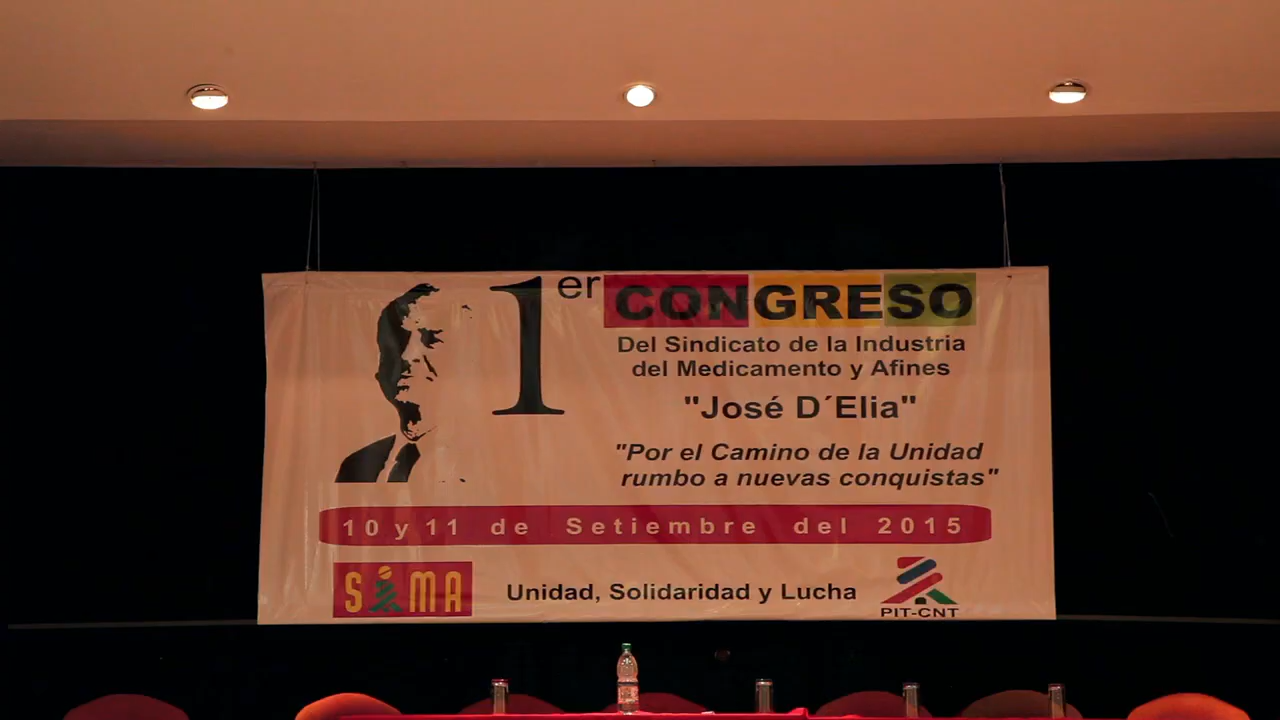 1er CONGRESO
Del Sindicato de la Industria
del Medicamento y Afines
"José D´Elia"
"Por el Camino de la Unidad
rumbo a nuevas conquistas"
10 y 11 de Setiembre del 2015
SIMA
Unidad, Solidaridad y Lucha
PIT-CNT